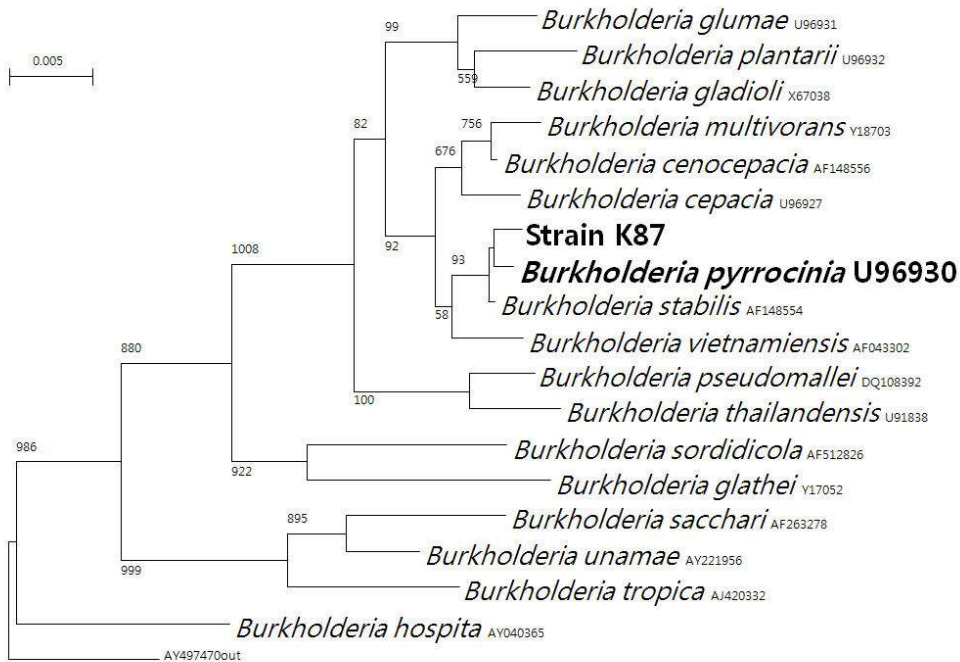 Burkholderia glumae U96931
99
0.005
Burkholderia plantarii U96932
559
Burkholderia gladioli X67038
82
756
Burkholderia multivorans Y18703
676
Burkholderia cenocepacia AF148556
Burkholderia cepacia U96927
Strain K87
1008
92
93
Burkholderia pyrrocinia U96930
Burkholderia stabilis AF148554
58
Burkholderia vietnamiensis AF043302
880
Burkholderia pseudomallei DQ108392
100
Burkholderia thailandensis U91838
986
Burkholderia sordidicola AF512826
922
Burkholderia glathei Y17052
895
Burkholderia sacchari AF263278
Burkholderia unamae AY221956
999
Burkholderia tropica AJ420332
Burkholderia hospita AY040365
AY497470out